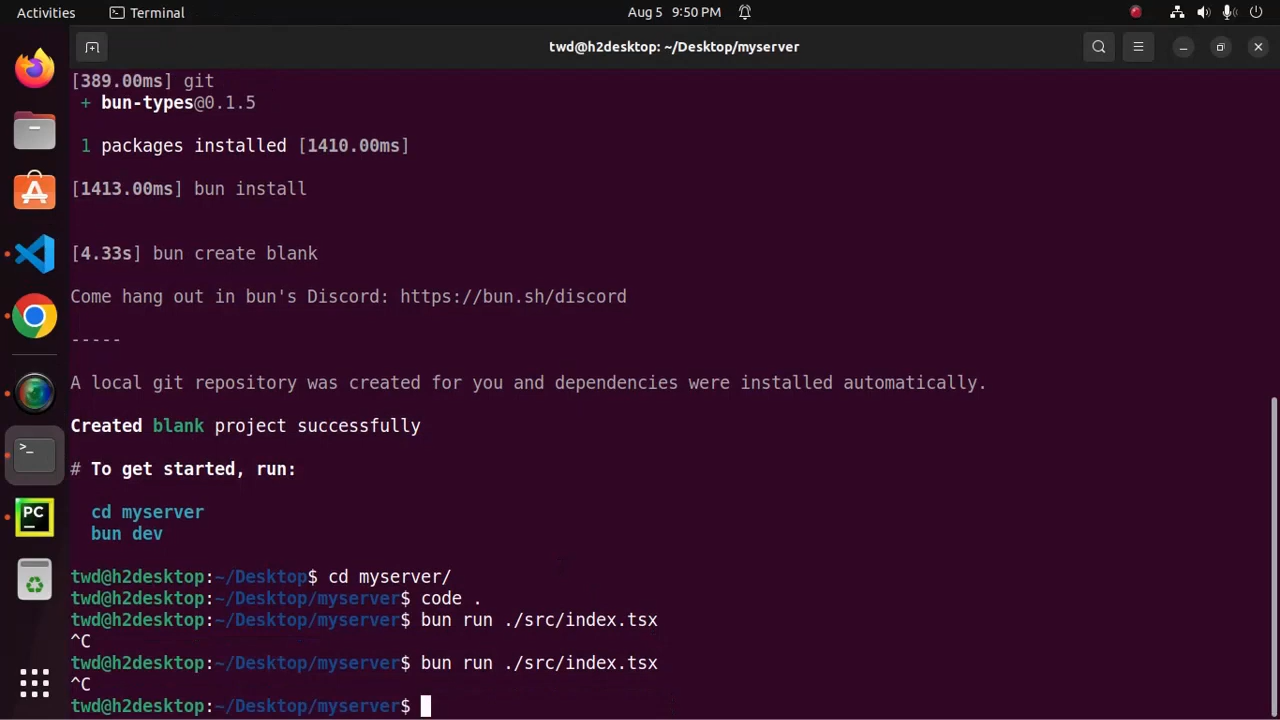 Activities
Terminal
Aug 5 9:50 PM
twd@h2desktop: ~/Desktop/myserver
[389.00ms] git
+ bun-types@0.1.5
1 packages installed [1410.00ms]
[1413.00ms] bun install
[4.33s] bun create blank
Come hang out in bun's Discord: https://bun.sh/discord
-----
A local git repository was created for you and dependencies were installed automatically.
Created blank project successfully
# To get started, run:
cd myserver
bun dev
twd@h2desktop:~/Desktop$ cd myserver/
twd@h2desktop:~/Desktop/myserver$ code .
twd@h2desktop:~/Desktop/myserver$ bun run ./src/index.tsx
^C
twd@h2desktop:~/Desktop/myserver$ bun run ./src/index.tsx
^C
twd@h2desktop:~/Desktop/myserver$
PC